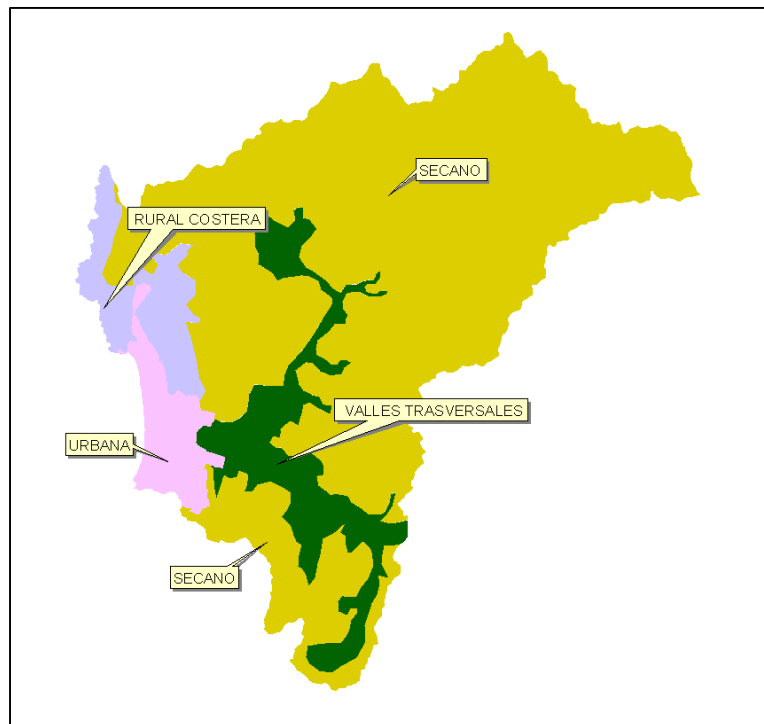 SECANO
RURAL COSTERA
VALLES TRASVERSALES
URBANA
SECANO